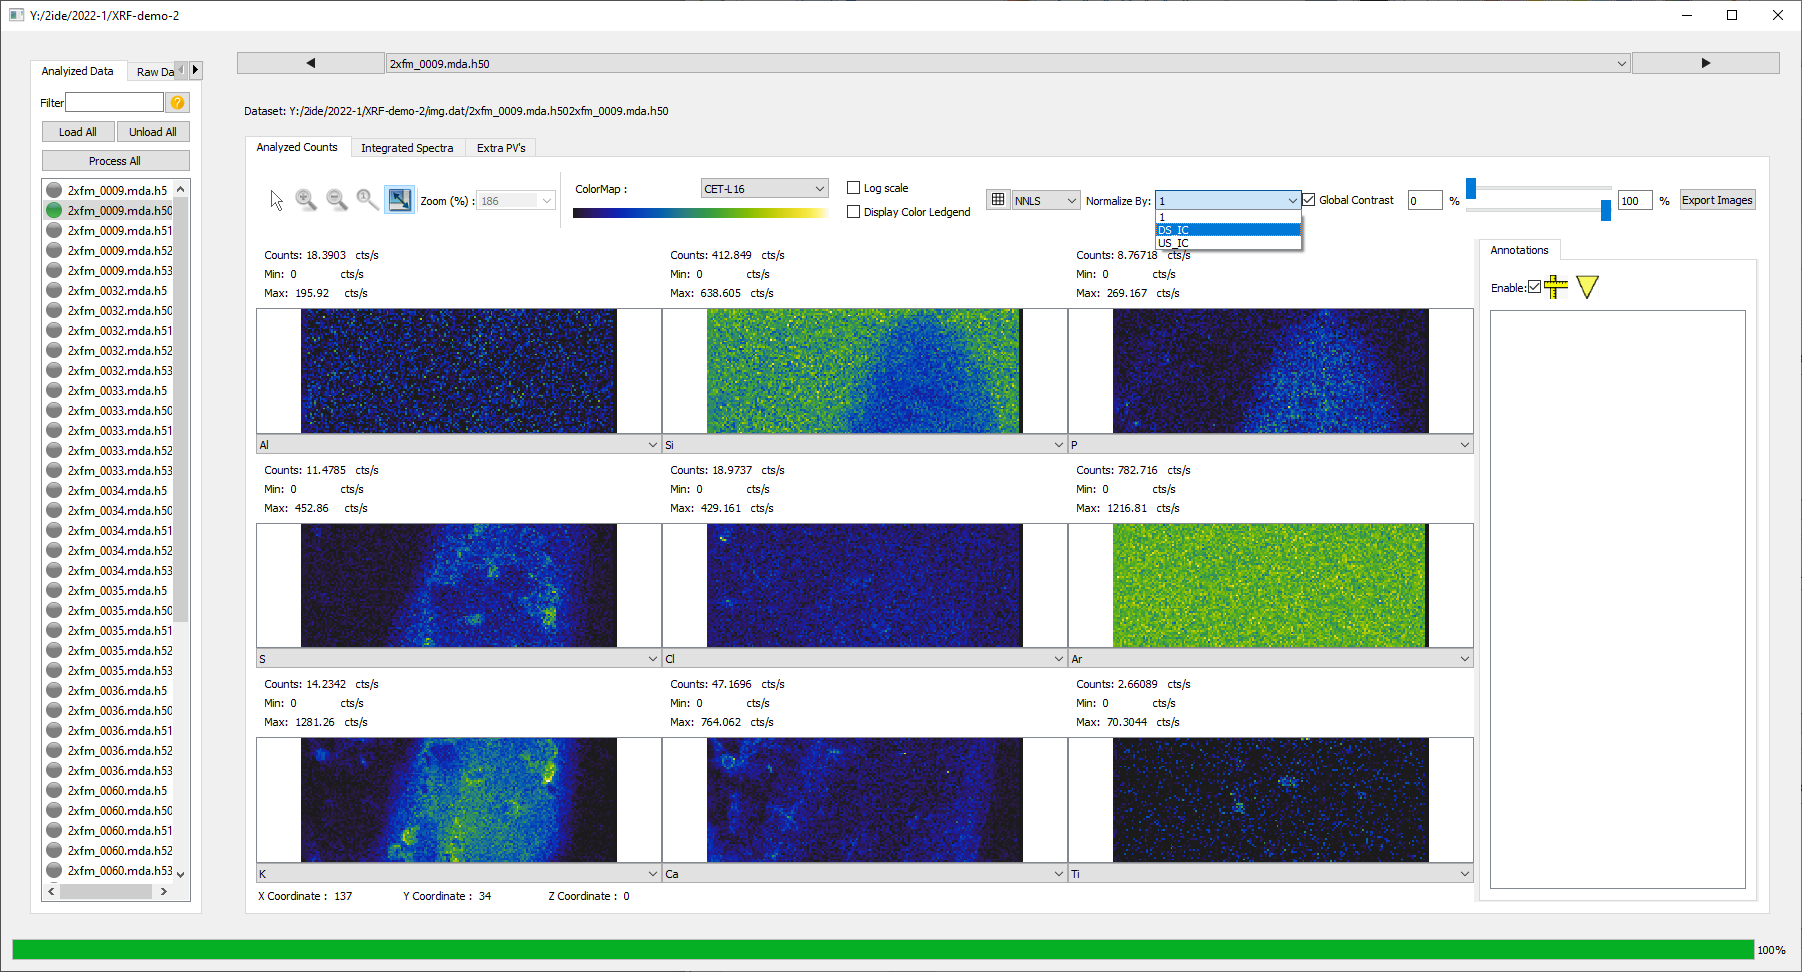 Y:/2ide/2022-1/XRF-demo-2
Analyized Data
Raw Da
Filter
?
Load All
Unload All
Process All
2xfm_0009.mda.h5
2xfm_0009.mda.h50
2xfm_0009.mda.h51
2xfm_0009.mda.h52
2xfm_0009.mda.h53
2xfm_0032.mda.h5
2xfm_0032.mda.h50
2xfm_0032.mda.h51
2xfm_0032.mda.h52
2xfm_0032.mda.h53
2xfm_0033.mda.h5
2xfm_0033.mda.h50
2xfm_0033.mda.h51
2xfm_0033.mda.h52
2xfm_0033.mda.h53
2xfm_0034.mda.h5
2xfm_0034.mda.h50
2xfm_0034.mda.h51
2xfm_0034.mda.h52
2xfm_0034.mda.h53
2xfm_0035.mda.h5
2xfm_0035.mda.h50
2xfm_0035.mda.h51
2xfm_0035.mda.h52
2xfm_0035.mda.h53
2xfm_0036.mda.h5
2xfm_0036.mda.h50
2xfm_0036.mda.h51
2xfm_0036.mda.h52
2xfm_0036.mda.h53
2xfm_0060.mda.h5
2xfm_0060.mda.h50
2xfm_0060.mda.h51
2xfm_0060.mda.h52
2xfm_0060.mda.h53
2xfm_0009.mda.h50
Dataset: Y:/2ide/2022-1/XRF-demo-2/img.dat/2xfm_0009.mda.h502xfm_0009.mda.h50
Analyzed Counts
Integrated Spectra
Extra PV's
Zoom (%) : 186
ColorMap :
CET-L16
Log scale
Display Color Ledgend
NNLS
Normalize By: 1
1
DS_IC
US_IC
Global Contrast
0 %
100 %
Export Images
Counts: 18.3903 cts/s
Min: 0 cts/s
Max: 195.92 cts/s
Al
Counts: 412.849 cts/s
Min: 0 cts/s
Max: 638.605 cts/s
Si
Counts: 8.76718 cts/s
Min: 0 cts/s
Max: 269.167 cts/s
P
Counts: 11.4785 cts/s
Min: 0 cts/s
Max: 452.86 cts/s
S
Counts: 18.9737 cts/s
Min: 0 cts/s
Max: 429.161 cts/s
Cl
Counts: 782.716 cts/s
Min: 0 cts/s
Max: 1216.81 cts/s
Ar
Counts: 14.2342 cts/s
Min: 0 cts/s
Max: 1281.26 cts/s
K
Counts: 47.1696 cts/s
Min: 0 cts/s
Max: 764.062 cts/s
Ca
Counts: 2.66089 cts/s
Min: 0 cts/s
Max: 70.3044 cts/s
Ti
X Coordinate : 137
Y Coordinate : 34
Z Coordinate : 0
Annotations
Enable:
100%